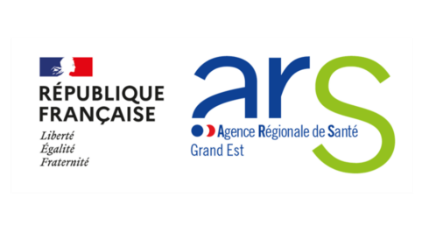 RÉPUBLIQUE
FRANÇAISE
Liberté
Égalité
Fraternité
ars
Agence Régionale de Santé
Grand Est